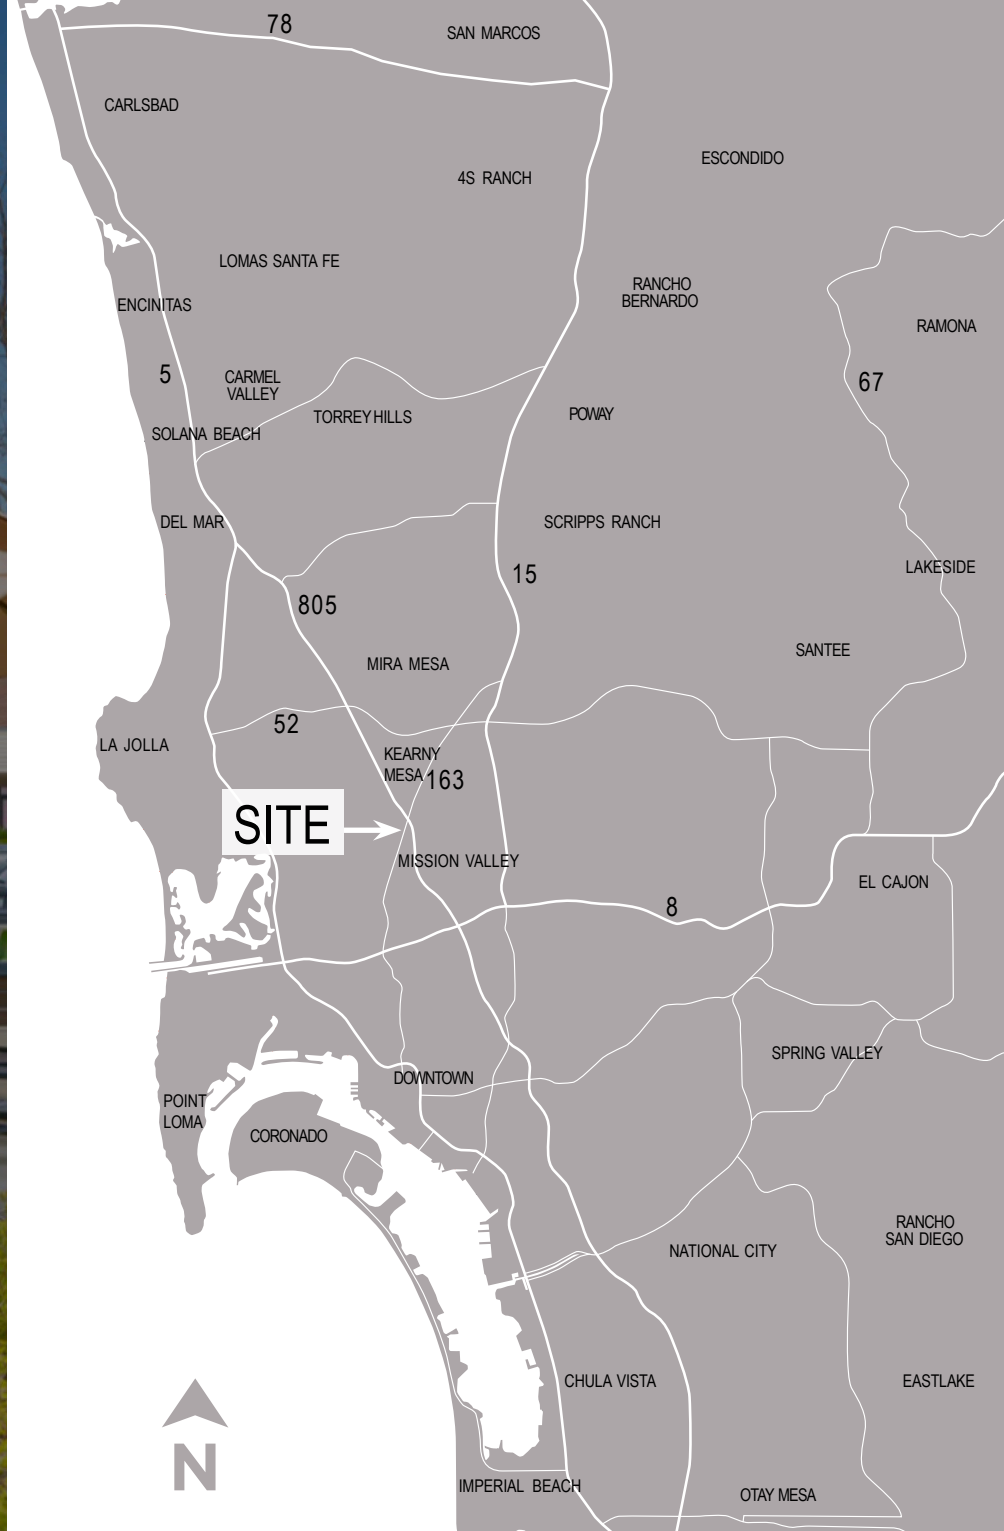 78
SAN MARCOS
CARLSBAD
ESCONDIDO
4S RANCH
LOMAS SANTA FE
RANCHO
BERNARDO
ENCINITAS
RAMONA
5
CARMEL
VALLEY
67
TORREY HILLS
POWAY
SOLANA BEACH
DEL MAR
SCRIPPS RANCH
15
LAKESIDE
805
SANTEE
MIRA MESA
52
LA JOLLA
KEARNY
MESA
163
SITE
MISSION VALLEY
EL CAJON
8
SPRING VALLEY
DOWNTOWN
POINT
LOMA
CORONADO
RANCHO
SAN DIEGO
NATIONAL CITY
CHULA VISTA
EASTLAKE
N
IMPERIAL BEACH
OTAY MESA